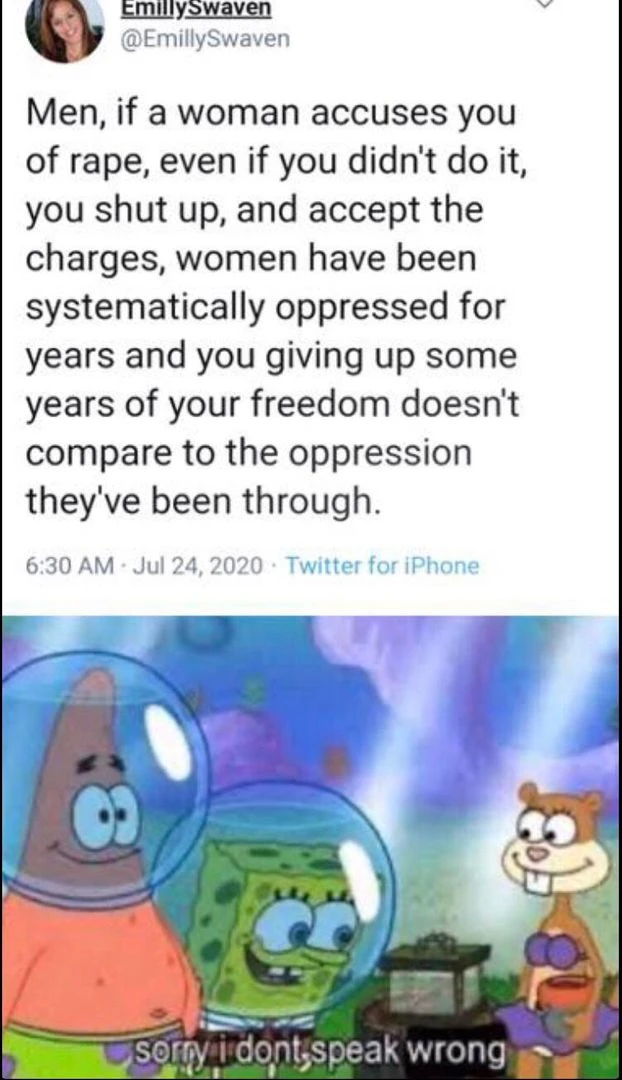 EmillySwaven
@EmillySwaven
Men, if a woman accuses you
of rape, even if you didn't do it,
you shut up, and accept the
charges, women have been
systematically oppressed for
years and you giving up some
years of your freedom doesn't
compare to the oppression
they've been through.
6:30 AM · Jul 24, 2020 · Twitter for iPhone
sorry i dont speak wrong